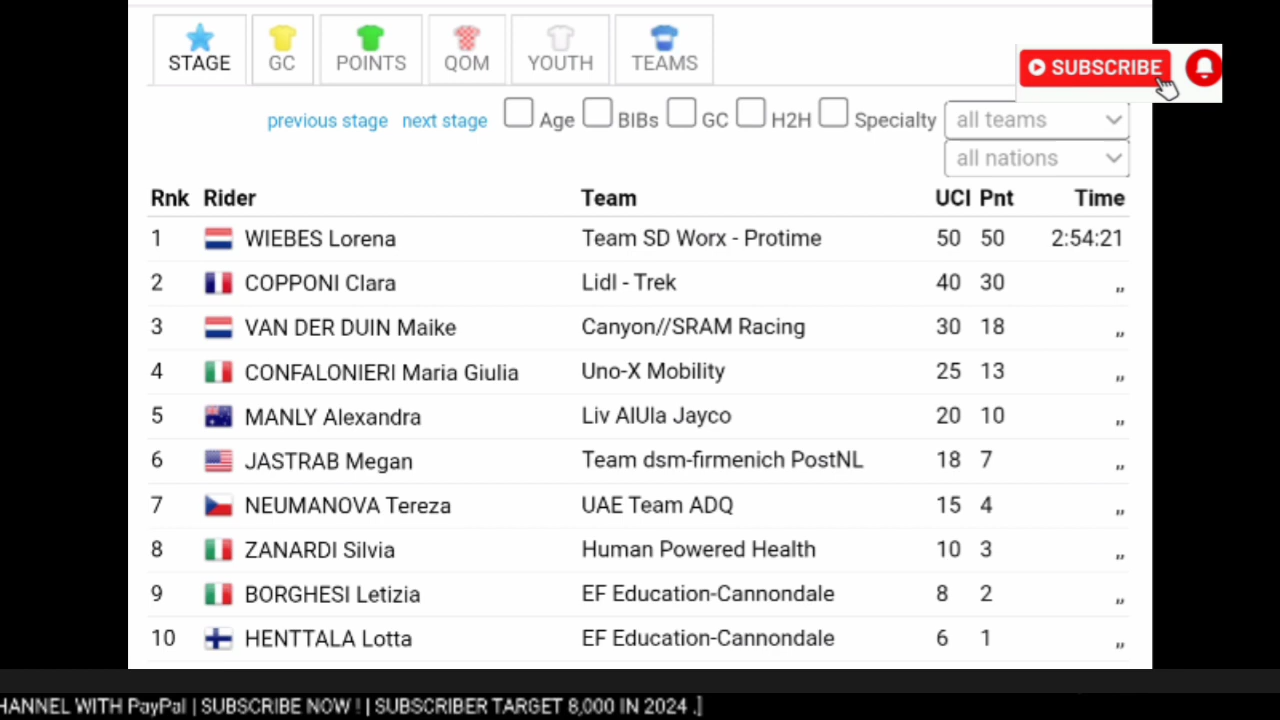 STAGE GC POINTS QOM YOUTH TEAMS
SUBSCRIBE
previous stage next stage Age BIBs GC H2H Specialty all teams
all nations
Rnk Rider Team UCI Pnt Time
1 WIEBES Lorena Team SD Worx - Protime 50 50 2:54:21
2 COPPONI Clara Lidl - Trek 40 30 ,,
3 VAN DER DUIN Maike Canyon//SRAM Racing 30 18 ,,
4 CONFALONIERI Maria Giulia Uno-X Mobility 25 13 ,,
5 MANLY Alexandra Liv AlUla Jayco 20 10 ,,
6 JASTRAB Megan Team dsm-firmenich PostNL 18 7 ,,
7 NEUMANOVA Tereza UAE Team ADQ 15 4 ,,
8 ZANARDI Silvia Human Powered Health 10 3 ,,
9 BORGHESI Letizia EF Education-Cannondale 8 2 ,,
10 HENTTALA Lotta EF Education-Cannondale 6 1 ,,
HANNEL WITH PayPal | SUBSCRIBE NOW ! | SUBSCRIBER TARGET 8,000 IN 2024 .]